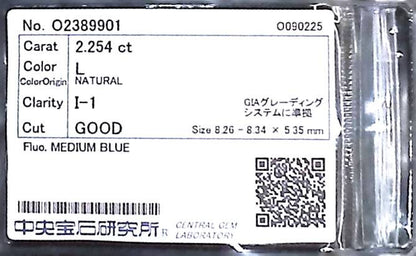 No. O2389901 O090225
Carat 2.254 ct
Color L
ColorOrigin NATURAL
Clarity I-1 GIAグレーディング
システムに準拠
Cut GOOD Size 8.26 - 8.34 × 5.35 mm
Fluo. MEDIUM BLUE
中央宝石研究所® CENTRAL GEM
LABORATORY